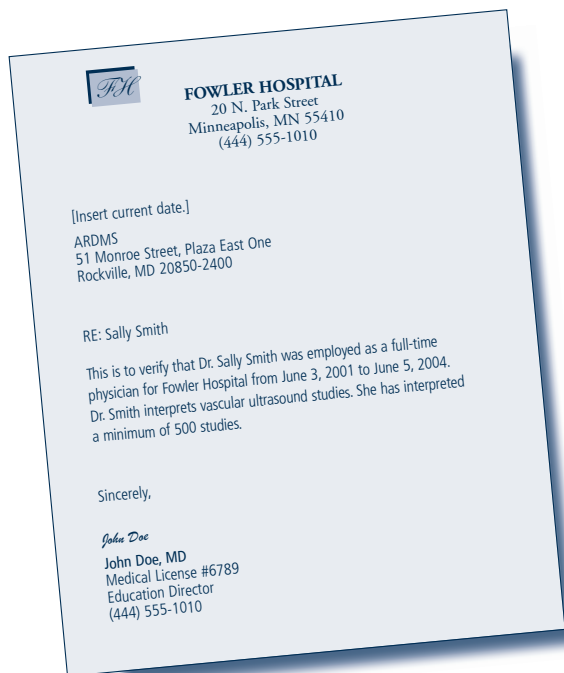 FH
FOWLER HOSPITAL
20 N. Park Street
Minneapolis, MN 55410
(444) 555-1010
[Insert current date.]
ARDMS
51 Monroe Street, Plaza East One
Rockville, MD 20850-2400
RE: Sally Smith
This is to verify that Dr. Sally Smith was employed as a full-time
physician for Fowler Hospital from June 3, 2001 to June 5, 2004.
Dr. Smith interprets vascular ultrasound studies. She has interpreted
a minimum of 500 studies.
Sincerely,
John Doe
John Doe, MD
Medical License #6789
Education Director
(444) 555-1010